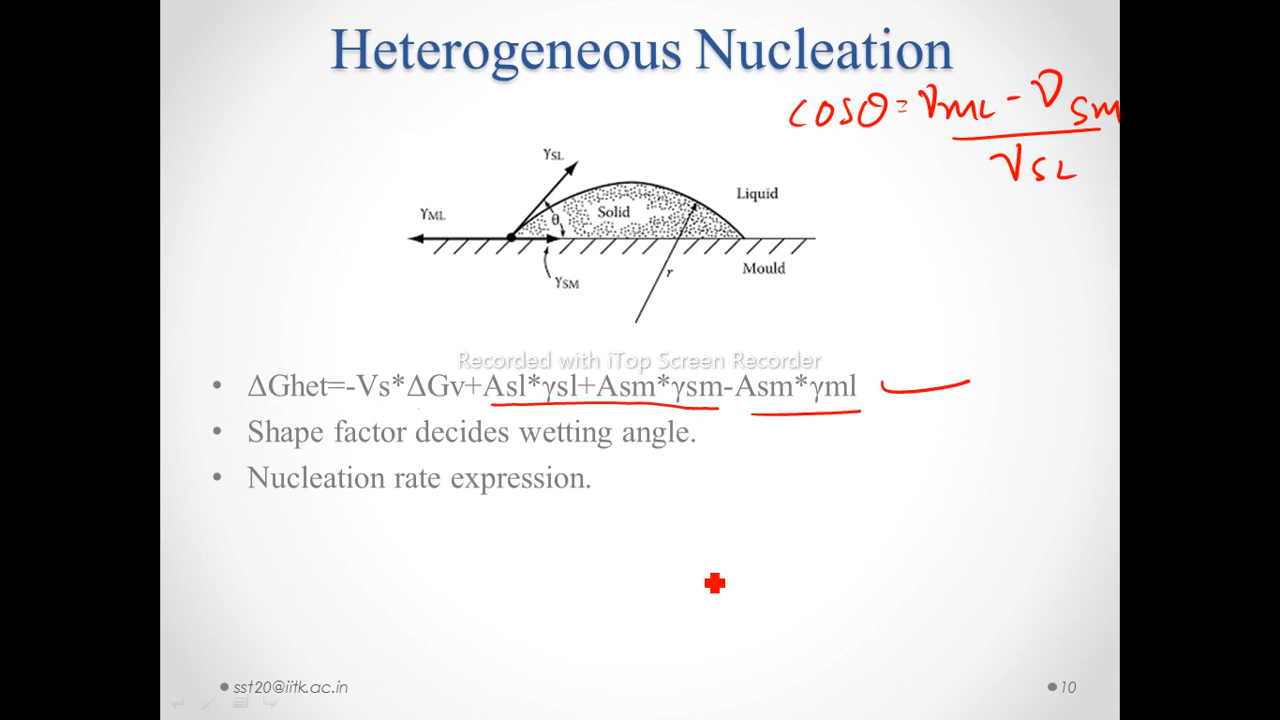 Heterogeneous Nucleation
cosθ = γML - γSM
γSL
γSL
Liquid
γML
θ
Solid
Mould
r
γSM
Recorded with iTop Screen Recorder
• ΔGhet=-Vs*ΔGv+Asl*γsl+Asm*γsm-Asm*γml
• Shape factor decides wetting angle.
• Nucleation rate expression.
sst20@iitk.ac.in
10